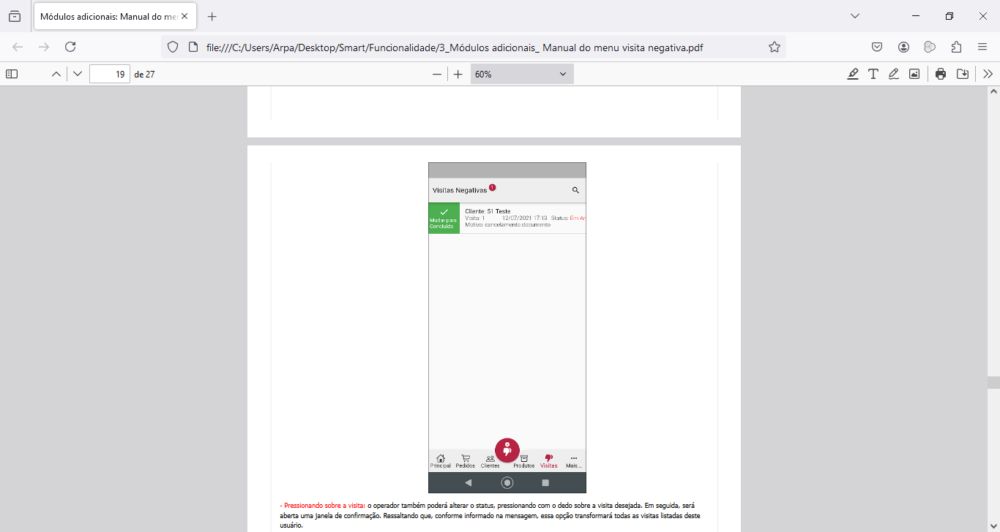 Módulos adicionais: Manual do me
file:///C:/Users/Arpa/Desktop/Smart/Funcionalidade/3_Módulos adicionais_ Manual do menu visita negativa.pdf
19 de 27
60%
Visitas Negativas 1
Mudar para
Concluído
Cliente: 51 Teste
Visita: 1 12/07/2021 17:13 Status: Em An
Motivo: cancelamento documento
Principal Pedidos Clientes Produtos Visitas Mais...
- Pressionando sobre a visita: o operador também poderá alterar o status, pressionando com o dedo sobre a visita desejada. Em seguida, será
aberta uma janela de confirmação. Ressaltando que, conforme informado na mensagem, essa opção transformará todas as visitas listadas deste
usuário.